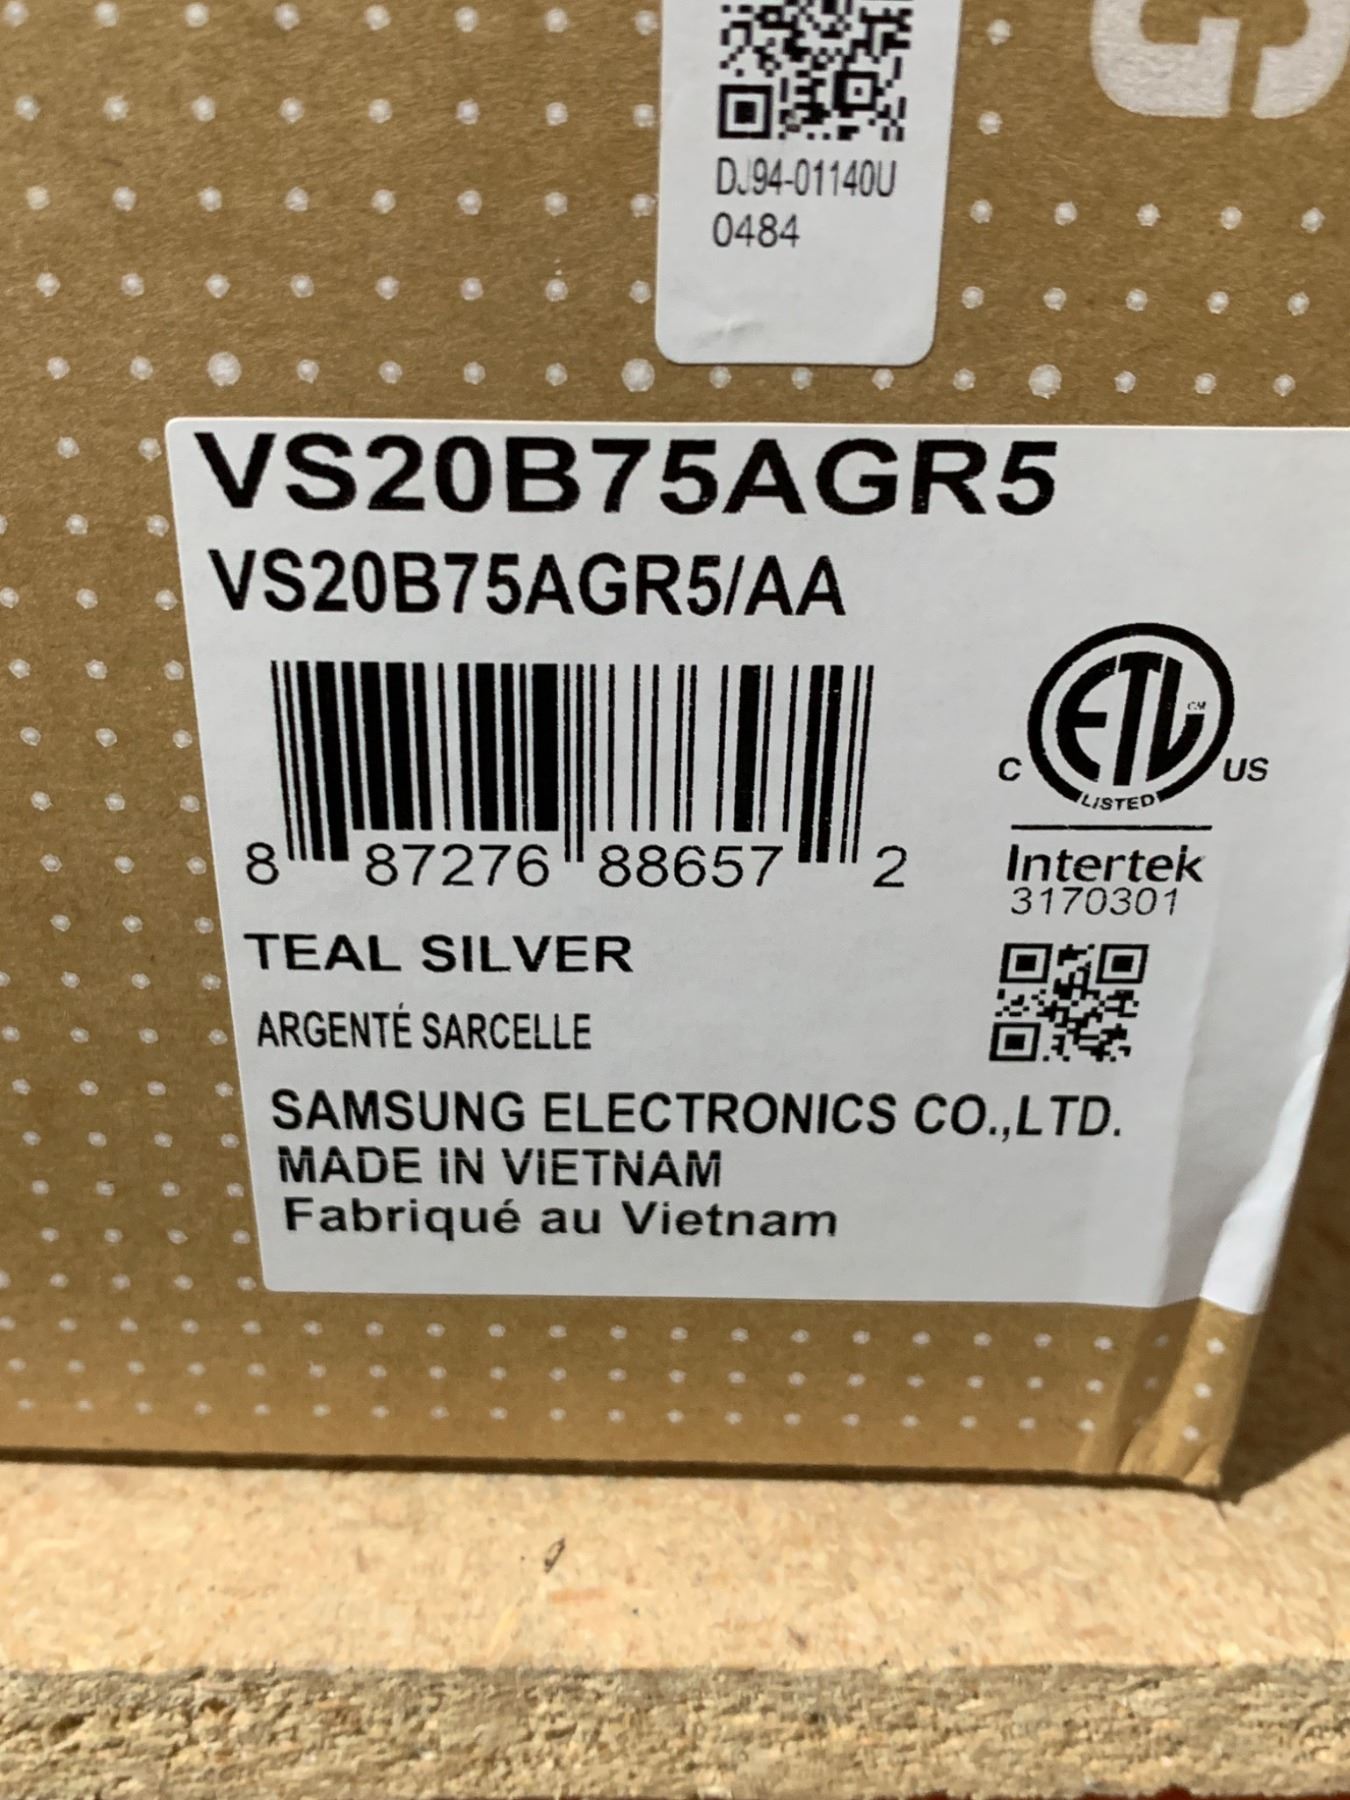 G
DJ94-01140U
0484
VS20B75AGR5
VS20B75AGR5/AA
8 87276 88657 2
ETL CM
C US
LISTED
Intertek
3170301
TEAL SILVER
ARGENTÉ SARCELLE
SAMSUNG ELECTRONICS CO.,LTD.
MADE IN VIETNAM
Fabriqué au Vietnam